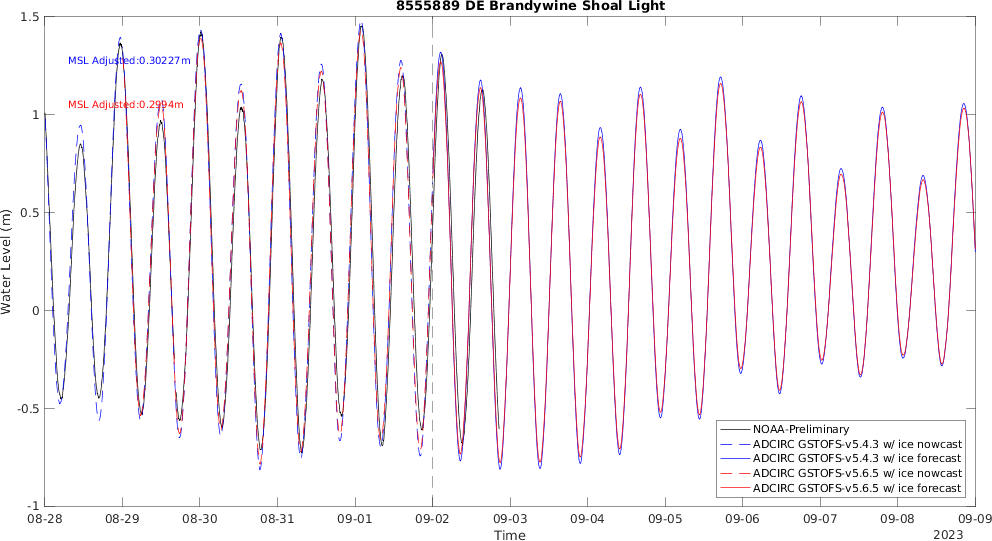 8555889 DE Brandywine Shoal Light
1.5
MSL Adjusted:0.30227m
MSL Adjusted:0.2994m
1
0.5
Water Level (m)
0
-0.5
-1
NOAA-Preliminary
ADCIRC GSTOFS-v5.4.3 w/ ice nowcast
ADCIRC GSTOFS-v5.4.3 w/ ice forecast
ADCIRC GSTOFS-v5.6.5 w/ ice nowcast
ADCIRC GSTOFS-v5.6.5 w/ ice forecast
08-28 08-29 08-30 08-31 09-01 09-02 09-03 09-04 09-05 09-06 09-07 09-08 09-09
Time
2023